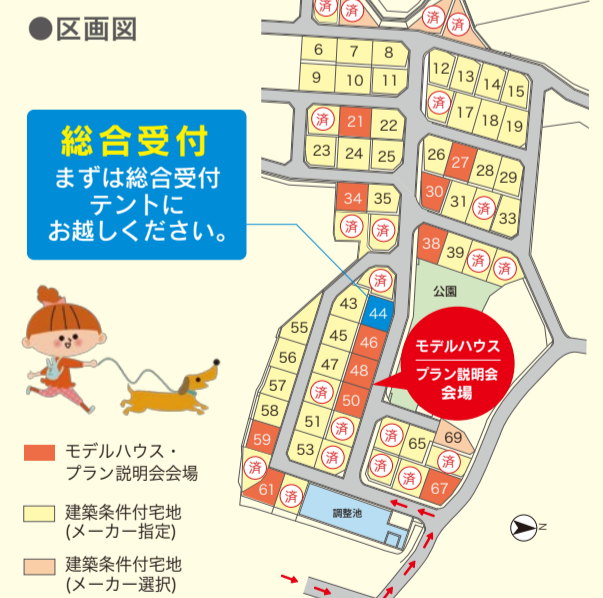 ●区画図
総合受付
まずは総合受付
テントに
お越しください。
済 済 済 済
6 7 8
9 10 11
12 13 14 15
済 17 18 19
済 21 22
23 24 25
26 27 28 29
30 31 済 33
34 35
済 済
38 39 済 済
公園
済
43 44
45 46
47 48
済 50
51 済
53 済
55
56
57
58
59
済
61 済
済 65 69
済 済 済 67
モデルハウス
プラン説明会
会場
調整池
N
モデルハウス・
プラン説明会会場
建築条件付宅地
(メーカー指定)
建築条件付宅地
(メーカー選択)